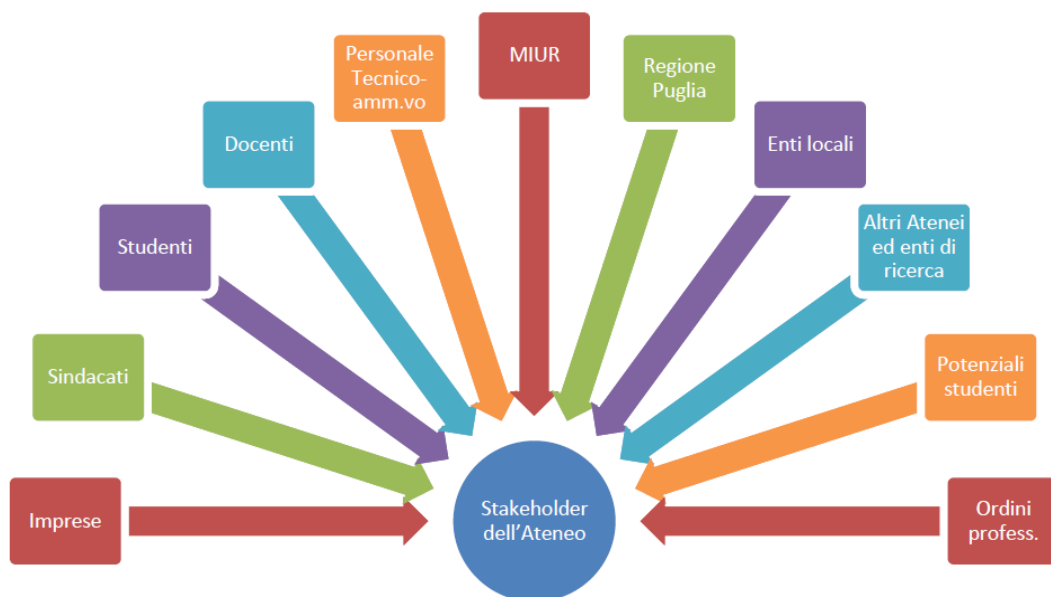 MIUR
Personale
Tecnico-
amm.vo
Regione
Puglia
Docenti
Enti locali
Studenti
Altri Atenei
ed enti di
ricerca
Sindacati
Potenziali
studenti
Imprese
Stakeholder
dell'Ateneo
Ordini
profess.